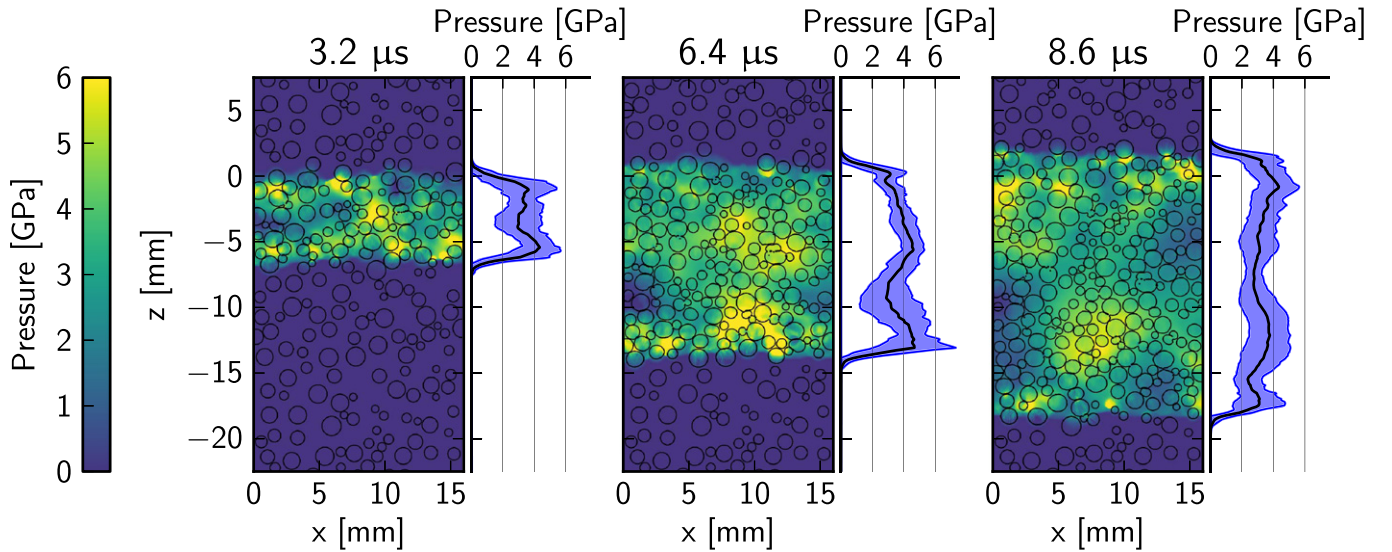 Pressure [GPa]
Pressure [GPa]
Pressure [GPa]
3.2 μs
0 2 4 6
6.4 μs
0 2 4 6
8.6 μs
0 2 4 6
6
5
4
3
2
1
0
Pressure [GPa]
5
0
−5
−10
−15
−20
z [mm]
0 5 10 15
0 5 10 15
0 5 10 15
x [mm]
x [mm]
x [mm]